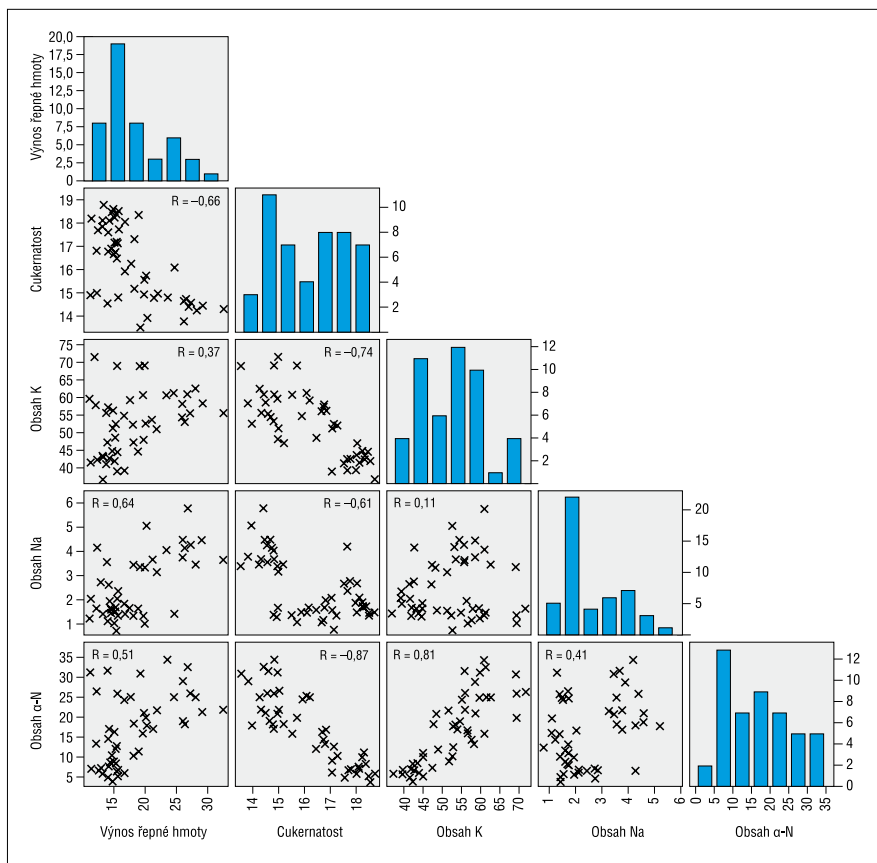 Výnos řepné hmoty
20,0
17,5
15,0
12,5
10,0
7,5
5,0
2,5
0
Cukernatost
19
18
17
16
15
14
R = –0,66
10
8
6
4
2
Obsah K
75
70
65
60
55
50
45
40
R = 0,37
R = –0,74
12
10
8
6
4
2
Obsah Na
6
5
4
3
2
1
R = 0,64
R = –0,61
R = 0,11
20
15
10
5
Obsah α-N
35
30
25
20
15
10
5
R = 0,51
R = –0,87
R = 0,81
R = 0,41
12
10
8
6
4
2
0
15 20 25 30
14 15 16 17 18
40 45 50 55 60 65 70
1 2 3 4 5 6
0 5 10 15 20 25 30 35
Výnos řepné hmoty Cukernatost Obsah K Obsah Na Obsah α-N